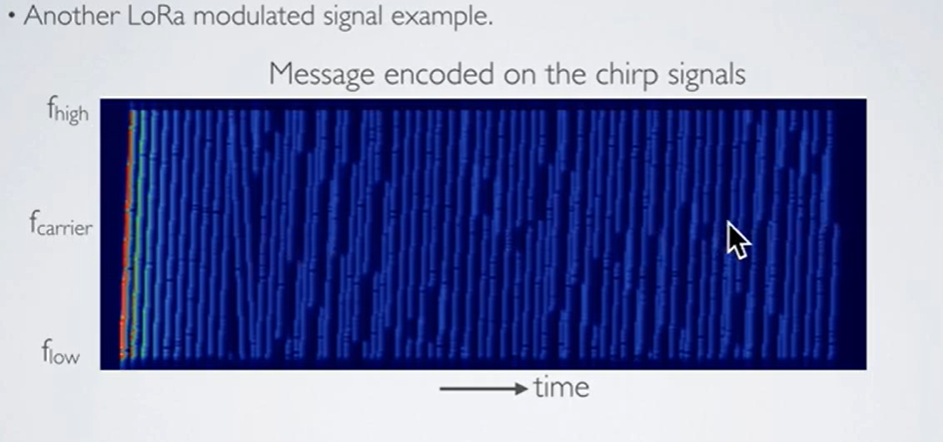 • Another LoRa modulated signal example.
Message encoded on the chirp signals
fhigh
fcarrier
flow
time